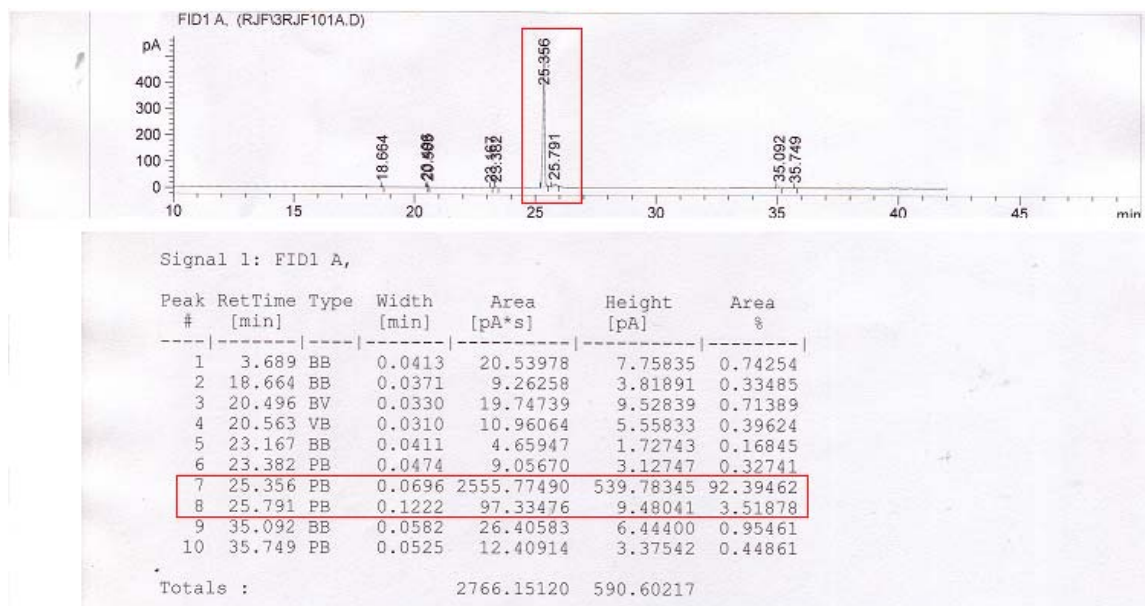 FID1 A, (RJF\3RJF101A.D)
pA
400
300
200
100
0
18.664
20.496
23.167
23.382
25.356
25.791
35.092
35.749
10 15 20 25 30 35 40 45 min
Signal 1: FID1 A,
Peak RetTime Type Width Area Height Area
# [min] [min] [pA*s] [pA] %
----|-------|----|-------|----------|----------|--------|
1 3.689 BB 0.0413 20.53978 7.75835 0.74254
2 18.664 BB 0.0371 9.26258 3.81891 0.33485
3 20.496 BV 0.0330 19.74739 9.52839 0.71389
4 20.563 VB 0.0310 10.96064 5.55833 0.39624
5 23.167 BB 0.0411 4.65947 1.72743 0.16845
6 23.382 PB 0.0474 9.05670 3.12747 0.32741
7 25.356 PB 0.0696 2555.77490 539.78345 92.39462
8 25.791 PB 0.1222 97.33476 9.48041 3.51878
9 35.092 BB 0.0582 26.40583 6.44400 0.95461
10 35.749 PB 0.0525 12.40914 3.37542 0.44861
Totals : 2766.15120 590.60217